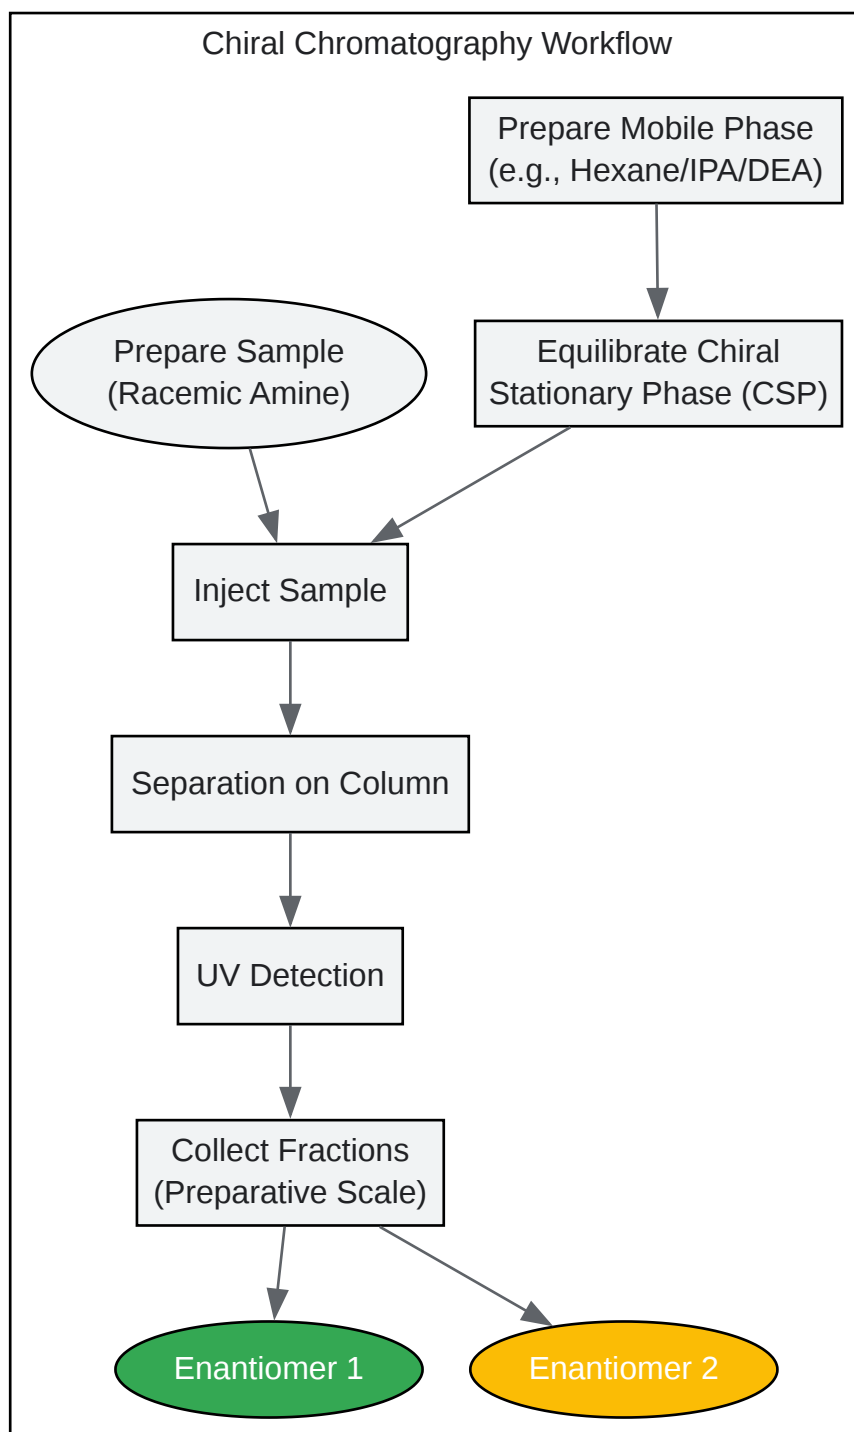 Chiral Chromatography Workflow
Prepare Mobile Phase
(e.g., Hexane/IPA/DEA)
Prepare Sample
(Racemic Amine)
Equilibrate Chiral
Stationary Phase (CSP)
Inject Sample
Separation on Column
UV Detection
Collect Fractions
(Preparative Scale)
Enantiomer 1
Enantiomer 2